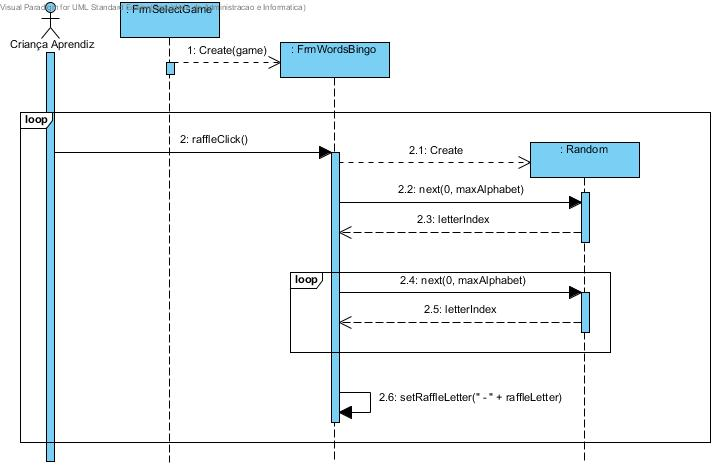 Visual Paradigm for UML Standard E
dministracao e Informatica)
FrmSelectGame
Criança Aprendiz
1: Create(game)
: FrmWordsBingo
loop
2: raffleClick()
2.1: Create
: Random
2.2: next(0, maxAlphabet)
2.3: letterIndex
loop
2.4: next(0, maxAlphabet)
2.5: letterIndex
2.6: setRaffleLetter(" - " + raffleLetter)